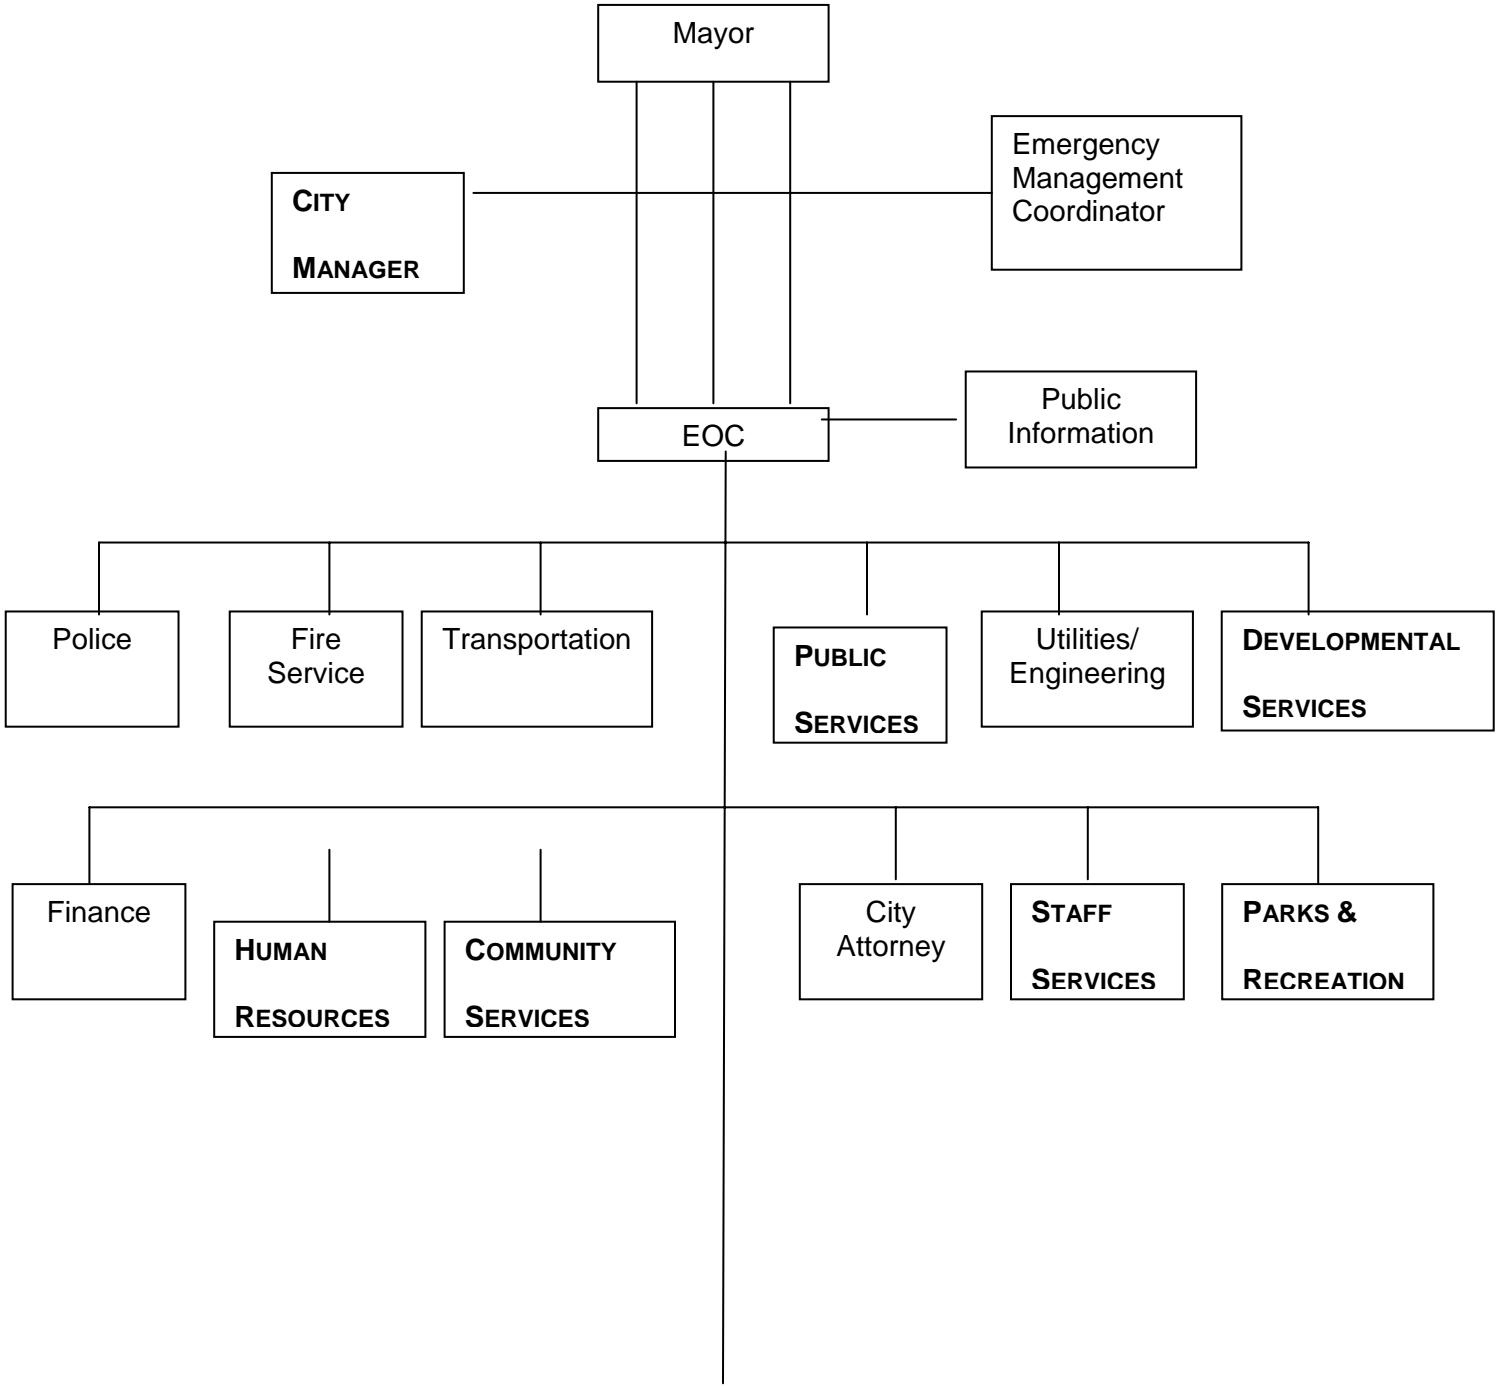 Mayor
Emergency
Management
Coordinator
CITY
MANAGER
Public
Information
EOC
Police
Fire
Service
Transportation
PUBLIC
SERVICES
Utilities/
Engineering
DEVELOPMENTAL
SERVICES
Finance
HUMAN
RESOURCES
COMMUNITY
SERVICES
City
Attorney
STAFF
SERVICES
PARKS &
RECREATION